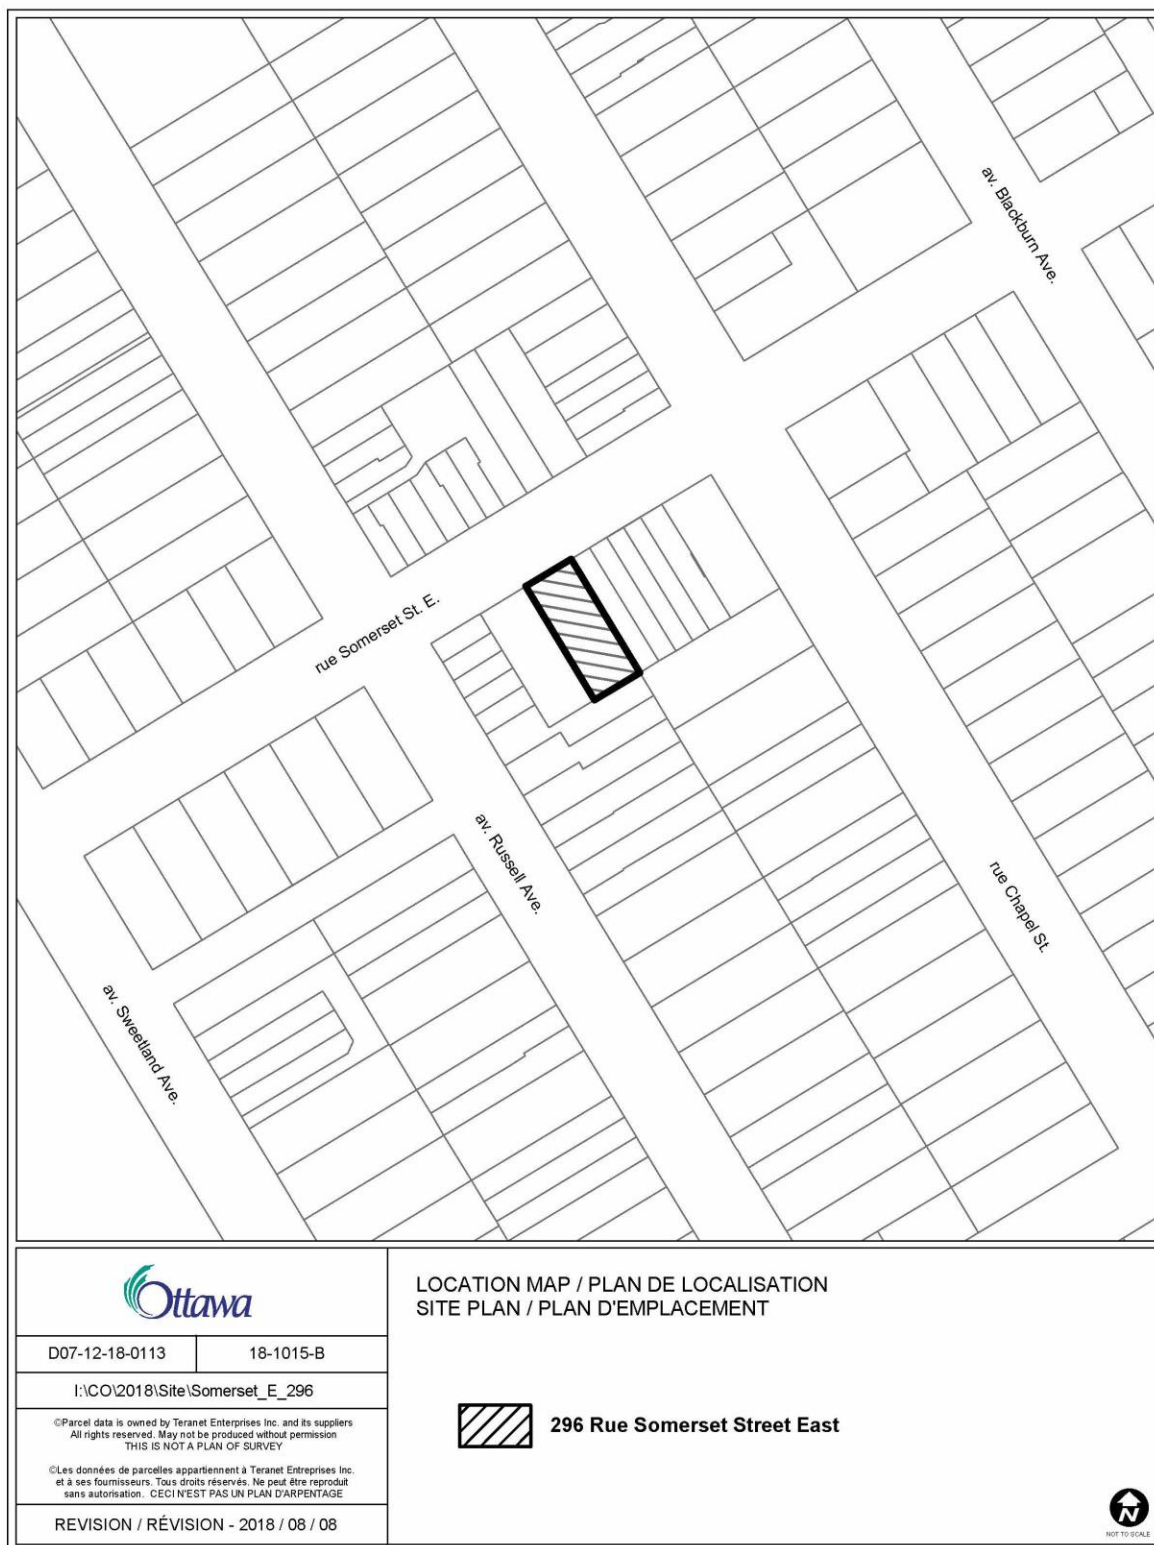 av. Blackburn Ave.
rue Somerset St. E.
av. Russell Ave.
rue Chapel St.
av. Sweetland Ave.
Ottawa
D07-12-18-0113
18-1015-B
I:\CO\2018\Site\Somerset_E_296
©Parcel data is owned by Teranet Enterprises Inc. and its suppliers
All rights reserved. May not be produced without permission
THIS IS NOT A PLAN OF SURVEY
©Les données de parcelles appartiennent à Teranet Entreprises Inc.
et à ses fournisseurs. Tous droits réservés. Ne peut être reproduit
sans autorisation. CECI N'EST PAS UN PLAN D'ARPENTAGE
REVISION / RÉVISION - 2018 / 08 / 08
LOCATION MAP / PLAN DE LOCALISATION
SITE PLAN / PLAN D'EMPLACEMENT
296 Rue Somerset Street East
N
NOT TO SCALE